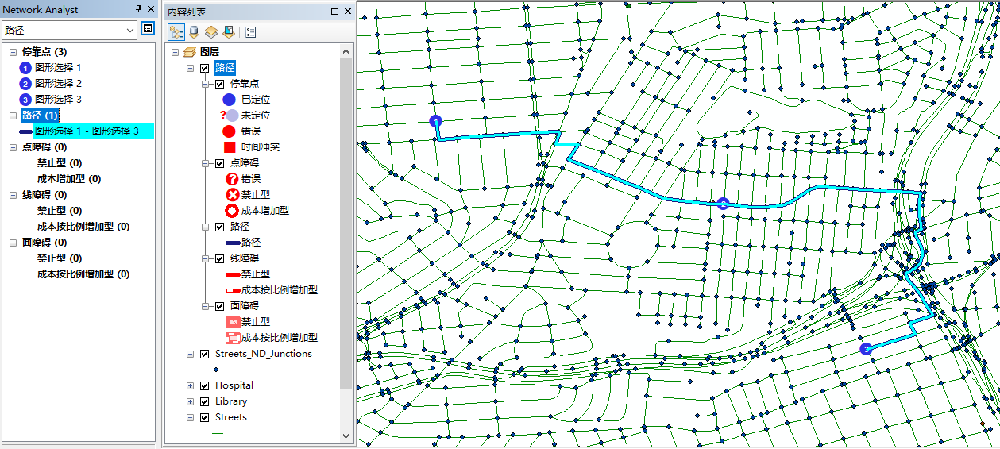 Network Analyst
路径
停靠点 (3)
1 图形选择 1
2 图形选择 2
3 图形选择 3
路径 (1)
图形选择 1 - 图形选择 3
点障碍 (0)
禁止型 (0)
成本增加型 (0)
线障碍 (0)
禁止型 (0)
成本按比例增加型 (0)
面障碍 (0)
禁止型 (0)
成本按比例增加型 (0)
内容列表
图层
路径
停靠点
已定位
? 未定位
错误
时间冲突
点障碍
? 错误
禁止型
成本增加型
路径
路径
线障碍
禁止型
成本按比例增加型
面障碍
禁止型
成本按比例增加型
Streets_ND_Junctions
Hospital
Library
Streets
1
2
3